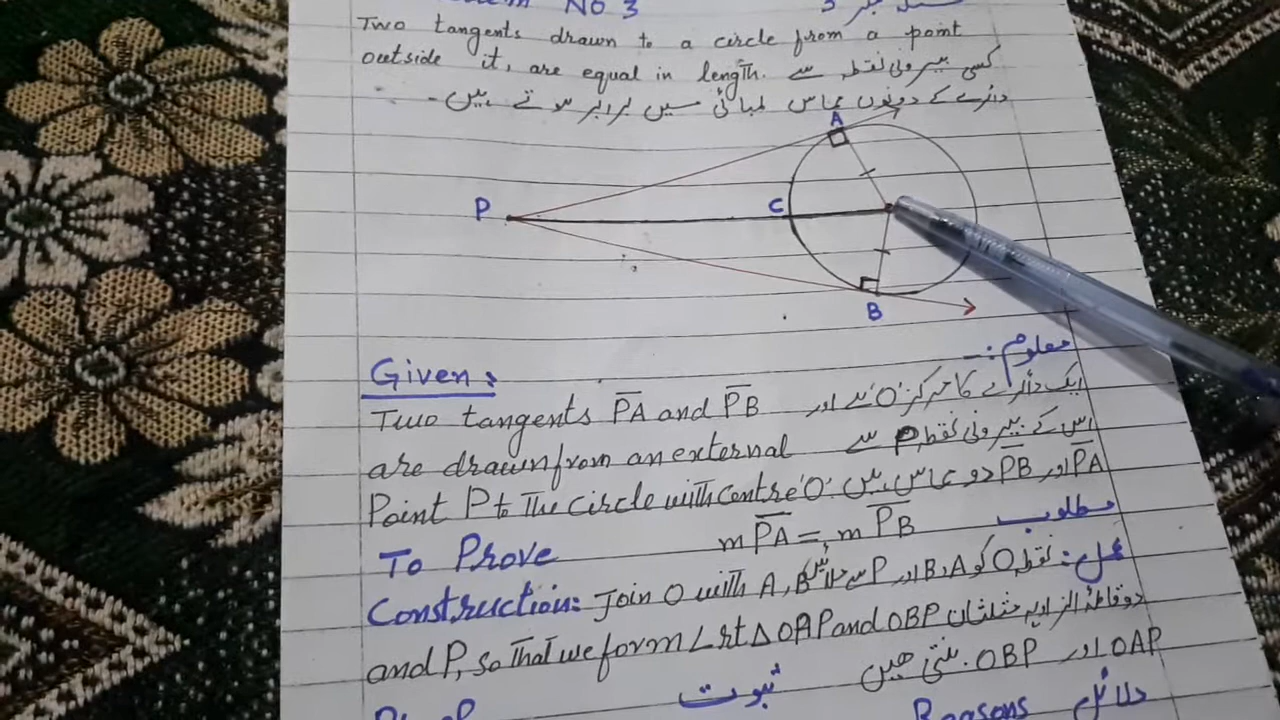 No 3
Two tangents drawn to a circle from a point
outside it, are equal in length. کسی بیرونی نقطہ سے
دائرے کے دونوں مماس لمبائی میں برابر ہوتے ہیں۔
A
P
C
B
معلوم:-
Given:
Two tangents PA and PB ایک دائرے کا مرکز 'O' ہے اور
are drawn from an external اس کے بیرونی نقطہ P سے
Point P to The circle with centre 'O' PA اور PB دو مماس ہیں
مطلوب
To Prove mPA = mPB
Construction: Join O with A, B عمل: نقطہ O کو B،A اور P سے ملائیں
and P, so That we form ∠rt ΔOAP and OBP دو قائمۃ الزاویہ مثلثان
OAP اور OBP بنتی ھیں.
ثبوت
Proof Reasons دلائل